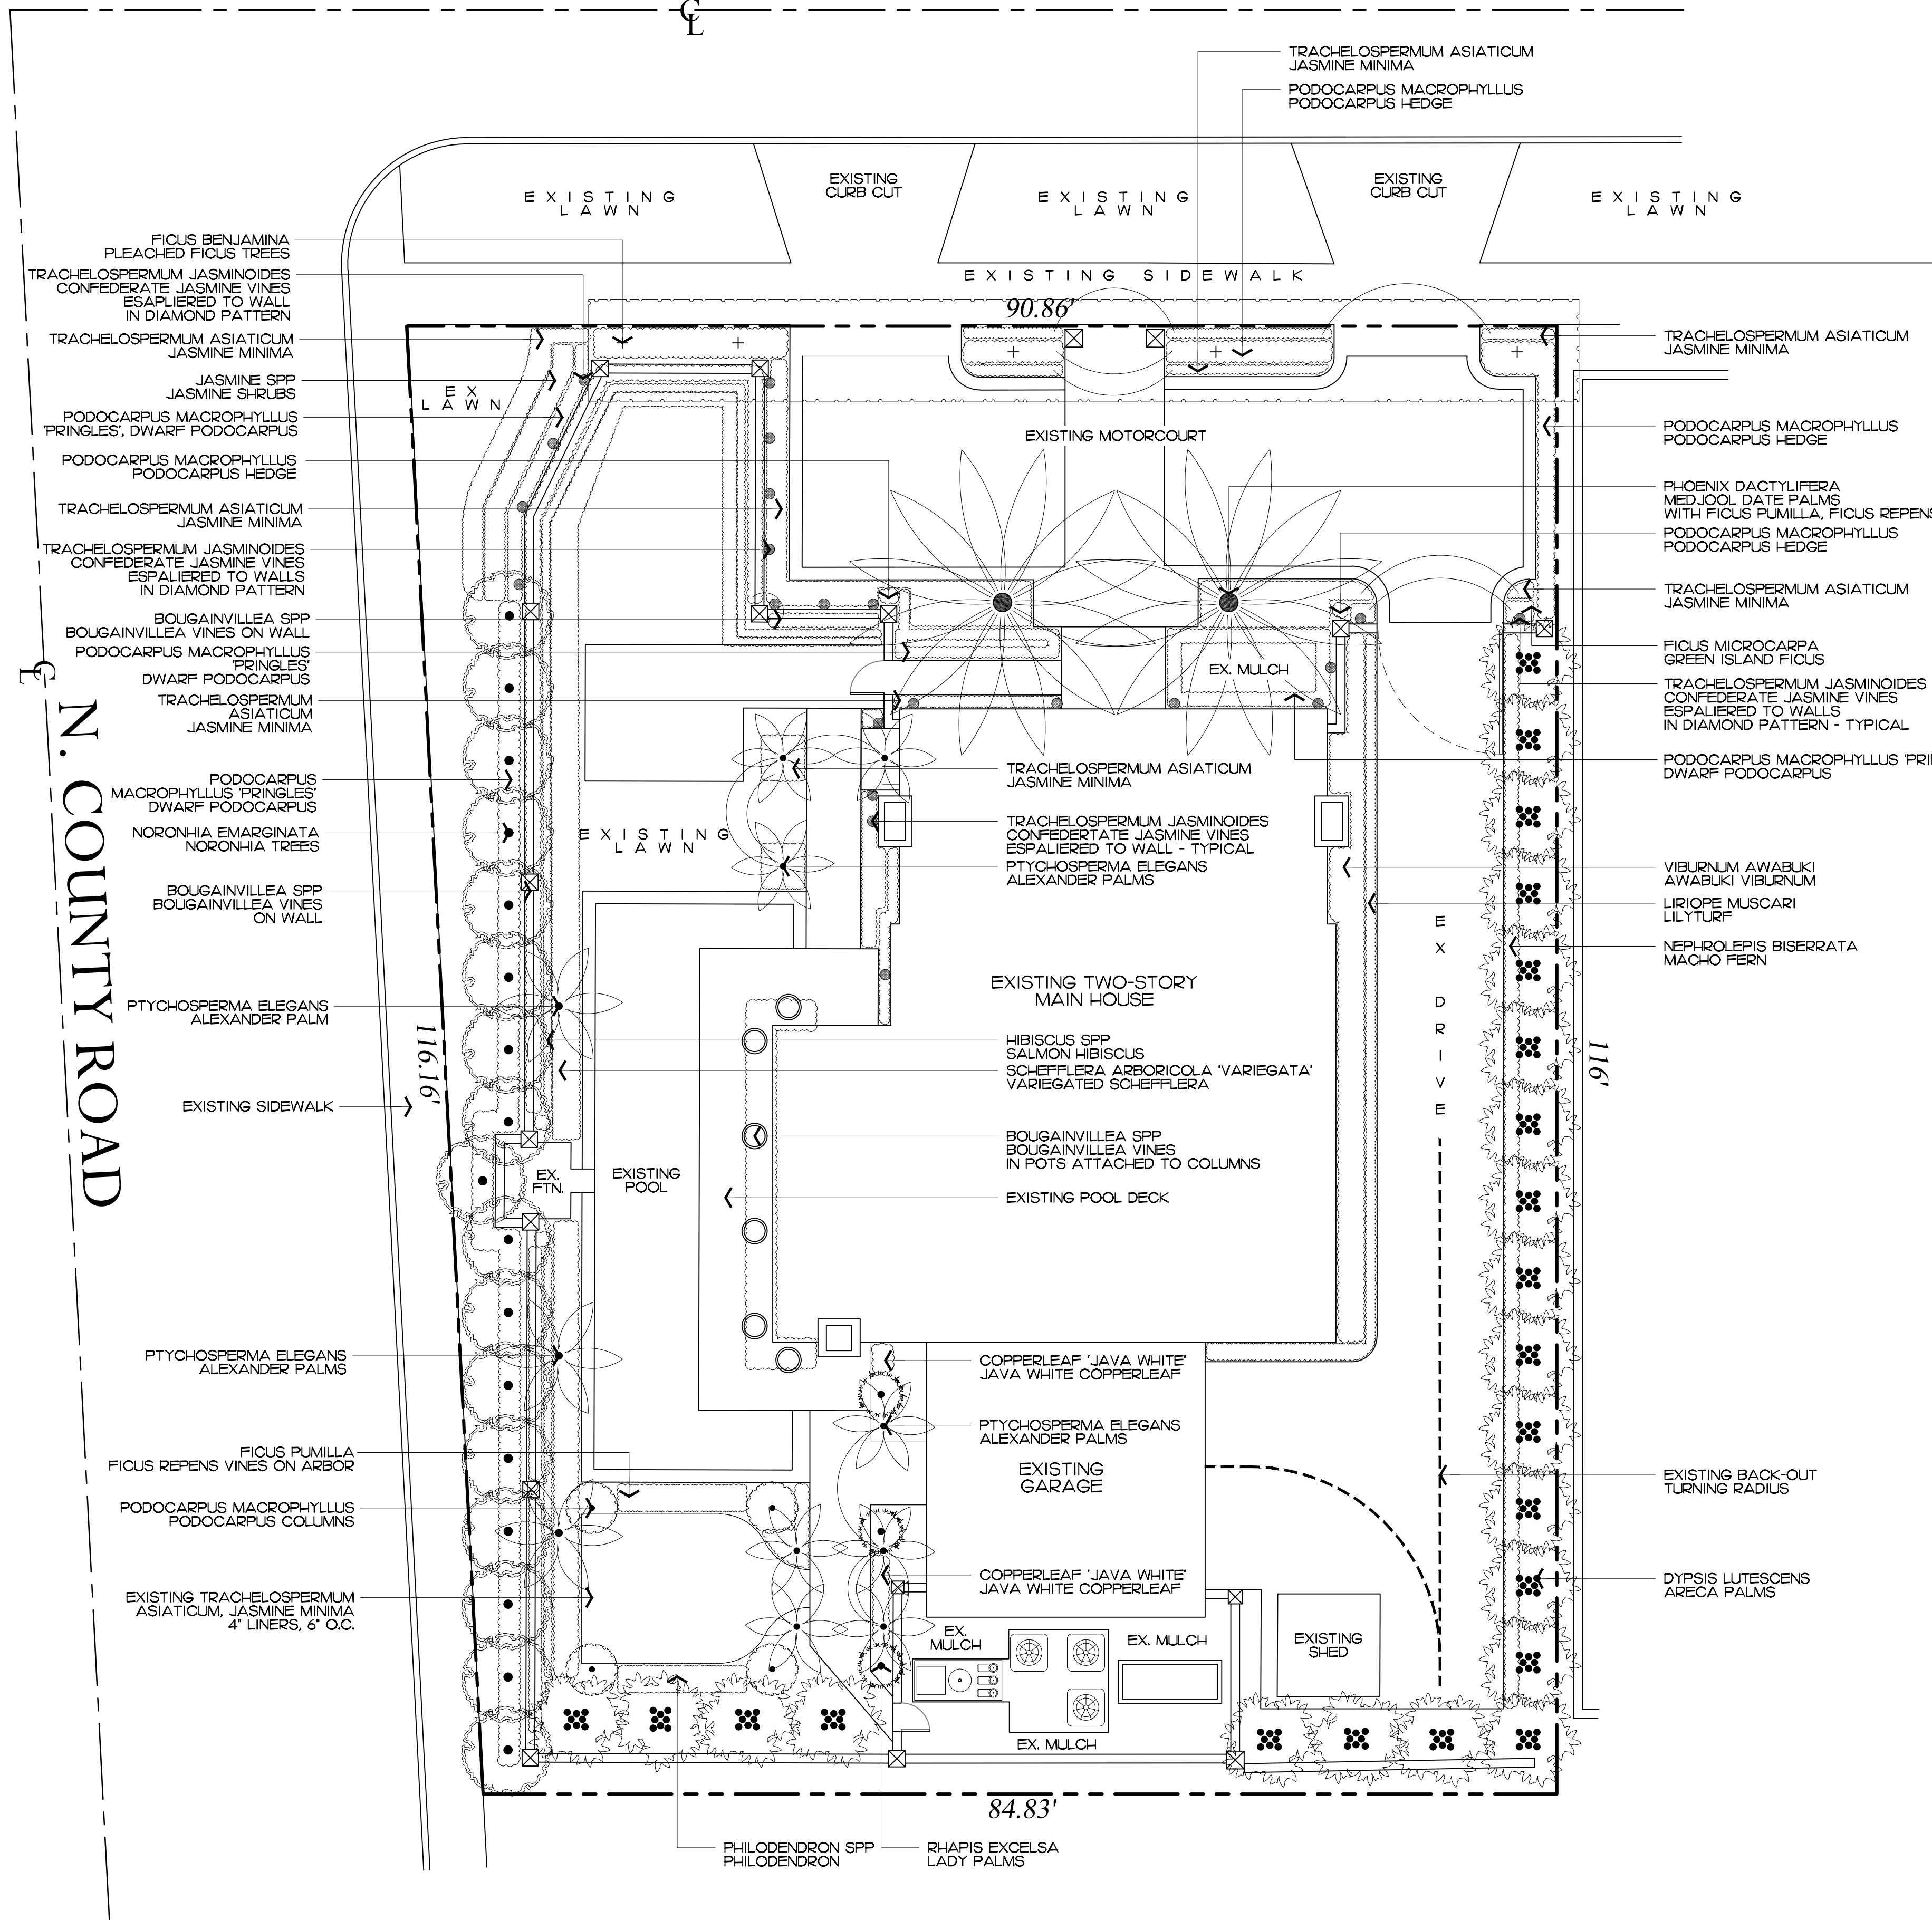 CL
TRACHELOSPERMUM ASIATICUM
JASMINE MINIMA
PODOCARPUS MACROPHYLLUS
PODOCARPUS HEDGE
EXISTING
LAWN
EXISTING
CURB CUT
EXISTING
LAWN
EXISTING
CURB CUT
EXISTING
LAWN
EXISTING SIDEWALK
90.86'
FICUS BENJAMINA
PLEACHED FICUS TREES
TRACHELOSPERMUM JASMINOIDES
CONFEDERATE JASMINE VINES
ESAPLIERED TO WALL
IN DIAMOND PATTERN
TRACHELOSPERMUM ASIATICUM
JASMINE MINIMA
JASMINE SPP
JASMINE SHRUBS
PODOCARPUS MACROPHYLLUS
'PRINGLES', DWARF PODOCARPUS
PODOCARPUS MACROPHYLLUS
PODOCARPUS HEDGE
TRACHELOSPERMUM ASIATICUM
JASMINE MINIMA
TRACHELOSPERMUM JASMINOIDES
CONFEDERATE JASMINE VINES
ESPALIERED TO WALLS
IN DIAMOND PATTERN
BOUGAINVILLEA SPP
BOUGAINVILLEA VINES ON WALL
PODOCARPUS MACROPHYLLUS
'PRINGLES'
DWARF PODOCARPUS
TRACHELOSPERMUM
ASIATICUM
JASMINE MINIMA
PODOCARPUS
MACROPHYLLUS 'PRINGLES'
DWARF PODOCARPUS
NORONHIA EMARGINATA
NORONHIA TREES
BOUGAINVILLEA SPP
BOUGAINVILLEA VINES
ON WALL
PTYCHOSPERMA ELEGANS
ALEXANDER PALM
EXISTING SIDEWALK
PTYCHOSPERMA ELEGANS
ALEXANDER PALMS
FICUS PUMILLA
FICUS REPENS VINES ON ARBOR
PODOCARPUS MACROPHYLLUS
PODOCARPUS COLUMNS
EXISTING TRACHELOSPERMUM
ASIATICUM, JASMINE MINIMA
4" LINERS, 6" O.C.
CL
N. COUNTY ROAD
116.16'
EX
LAWN
EXISTING MOTORCOURT
EX. MULCH
EXISTING
LAWN
TRACHELOSPERMUM ASIATICUM
JASMINE MINIMA
TRACHELOSPERMUM JASMINOIDES
CONFEDERTATE JASMINE VINES
ESPALIERED TO WALL - TYPICAL
PTYCHOSPERMA ELEGANS
ALEXANDER PALMS
EXISTING TWO-STORY
MAIN HOUSE
HIBISCUS SPP
SALMON HIBISCUS
SCHEFFLERA ARBORICOLA 'VARIEGATA'
VARIEGATED SCHEFFLERA
BOUGAINVILLEA SPP
BOUGAINVILLEA VINES
IN POTS ATTACHED TO COLUMNS
EXISTING POOL DECK
EX.
FTN.
EXISTING
POOL
COPPERLEAF 'JAVA WHITE'
JAVA WHITE COPPERLEAF
PTYCHOSPERMA ELEGANS
ALEXANDER PALMS
EXISTING
GARAGE
COPPERLEAF 'JAVA WHITE'
JAVA WHITE COPPERLEAF
EX.
MULCH
EX. MULCH
EX. MULCH
EXISTING
SHED
EX DRIVE
116'
TRACHELOSPERMUM ASIATICUM
JASMINE MINIMA
PODOCARPUS MACROPHYLLUS
PODOCARPUS HEDGE
PHOENIX DACTYLIFERA
MEDJOOL DATE PALMS
WITH FICUS PUMILLA, FICUS REPENS
PODOCARPUS MACROPHYLLUS
PODOCARPUS HEDGE
TRACHELOSPERMUM ASIATICUM
JASMINE MINIMA
FICUS MICROCARPA
GREEN ISLAND FICUS
TRACHELOSPERMUM JASMINOIDES
CONFEDERATE JASMINE VINES
ESPALIERED TO WALLS
IN DIAMOND PATTERN - TYPICAL
PODOCARPUS MACROPHYLLUS
DWARF PODOCARPUS
VIBURNUM AWABUKI
AWABUKI VIBURNUM
LIRIOPE MUSCARI
LILYTURF
NEPHROLEPIS BISERRATA
MACHO FERN
EXISTING BACK-OUT
TURNING RADIUS
DYPSIS LUTESCENS
ARECA PALMS
84.83'
PHILODENDRON SPP
PHILODENDRON
RHAPIS EXCELSA
LADY PALMS